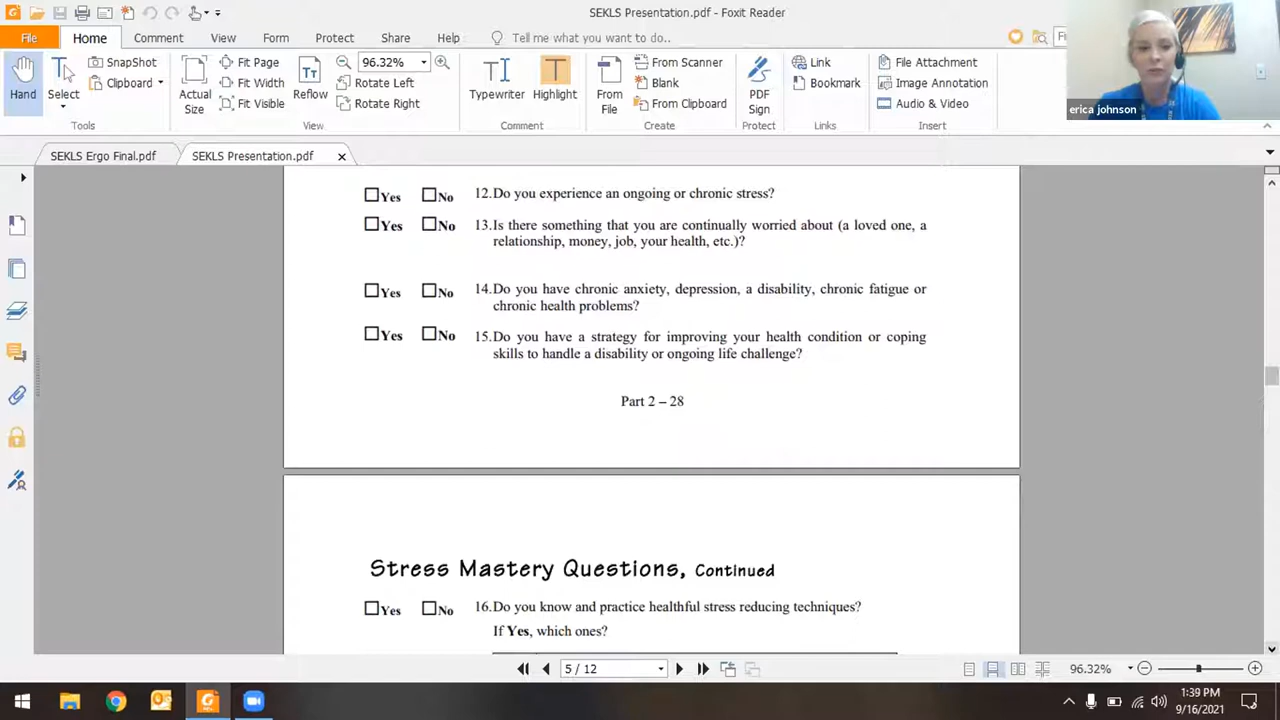 SEKLS Presentation.pdf - Foxit Reader
File Home Comment View Form Protect Share Help Tell me what you want to do..
Hand
Select
SnapShot
Clipboard
Tools
Actual Size
Reflow
Fit Page
Fit Width
Fit Visible
96.32%
Rotate Left
Rotate Right
View
Typewriter
Highlight
Comment
From File
From Scanner
Blank
From Clipboard
Create
PDF Sign
Protect
Link
Bookmark
Links
File Attachment
Image Annotation
Audio & Video
Insert
erica johnson
SEKLS Ergo Final.pdf SEKLS Presentation.pdf
Yes No 12.Do you experience an ongoing or chronic stress?
Yes No 13.Is there something that you are continually worried about (a loved one, a
relationship, money, job, your health, etc.)?
Yes No 14.Do you have chronic anxiety, depression, a disability, chronic fatigue or
chronic health problems?
Yes No 15.Do you have a strategy for improving your health condition or coping
skills to handle a disability or ongoing life challenge?
Part 2 – 28
Stress Mastery Questions, Continued
Yes No 16.Do you know and practice healthful stress reducing techniques?
If Yes, which ones?
5 / 12
96.32%
1:39 PM
9/16/2021